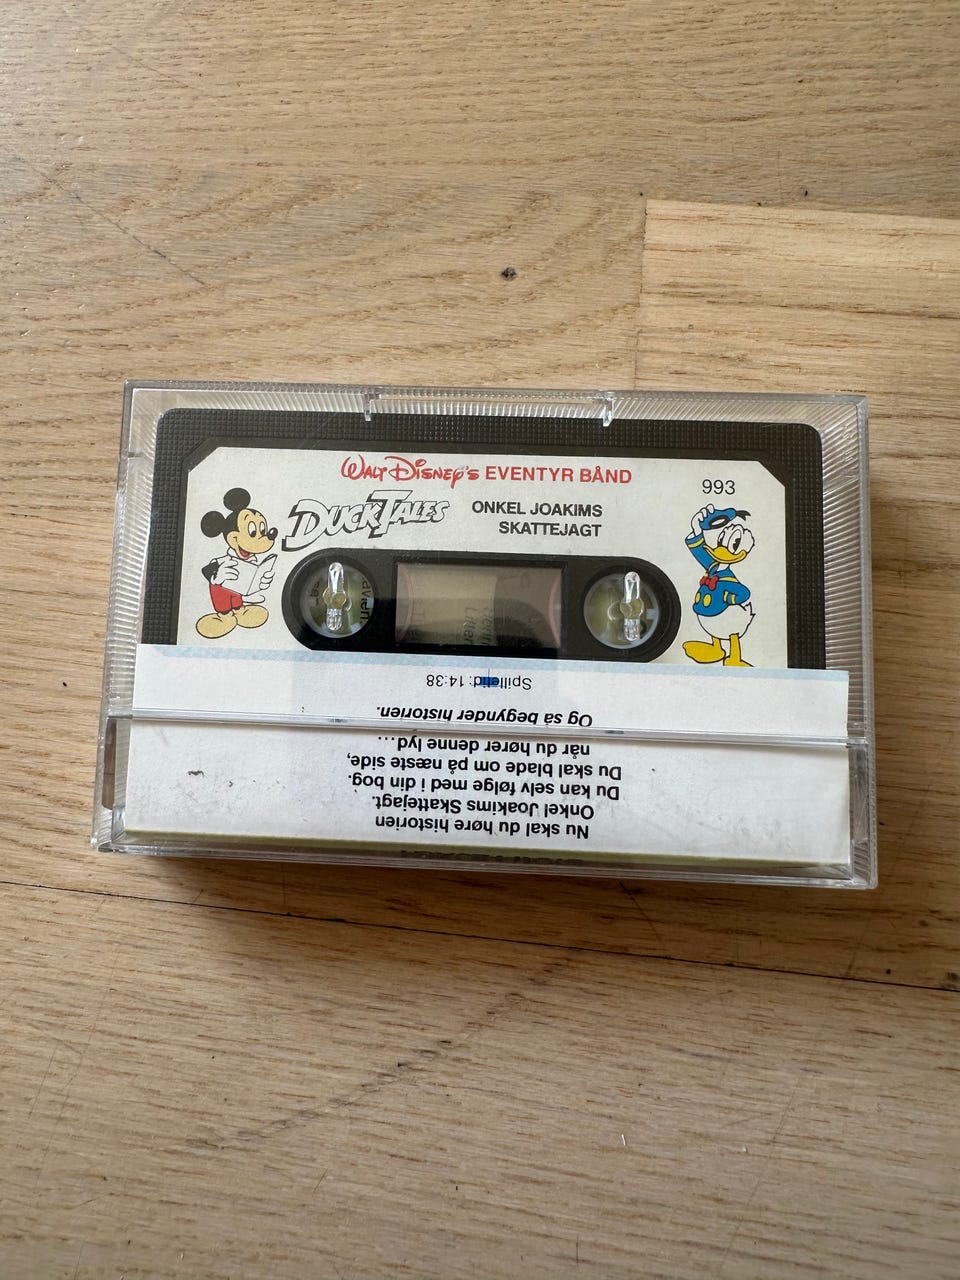 Walt Disney's EVENTYR BÅND
993
DUCKTALES
ONKEL JOAKIMS
SKATTEJAGT
Nu skal du høre historien
Onkel Joakims Skattejagt.
Du kan selv følge med i din bog.
Du skal blade om på næste side,
når du hører denne lyd...
Og så begynder historien.
Spilletid: 14:38